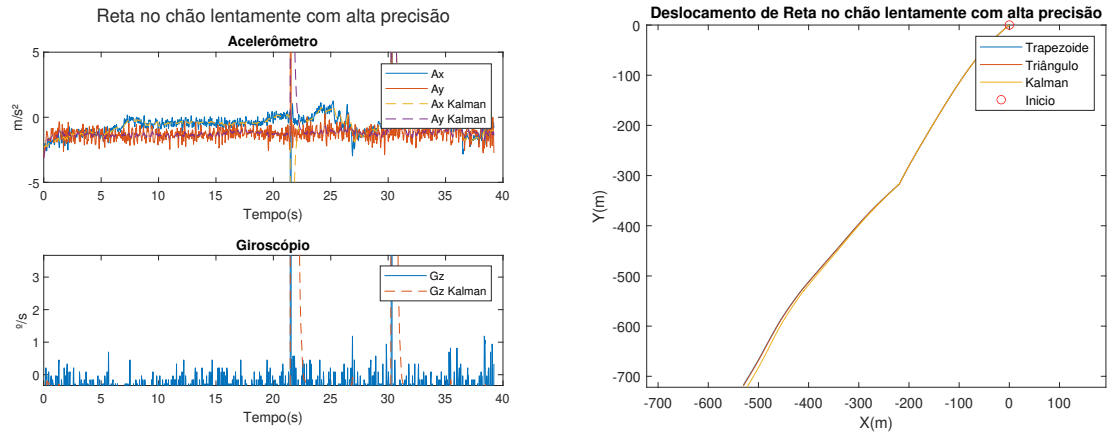 Reta no chão lentamente com alta precisão
Acelerômetro
5
0
-5
m/s²
Ax
Ay
Ax Kalman
Ay Kalman
0 5 10 15 20 25 30 35 40
Tempo(s)
Giroscópio
3
2
1
0
º/s
Gz
Gz Kalman
0 5 10 15 20 25 30 35 40
Tempo(s)
Deslocamento de Reta no chão lentamente com alta precisão
0
-100
-200
-300
-400
-500
-600
-700
Y(m)
Trapezoide
Triângulo
Kalman
Inicio
-700 -600 -500 -400 -300 -200 -100 0 100
X(m)